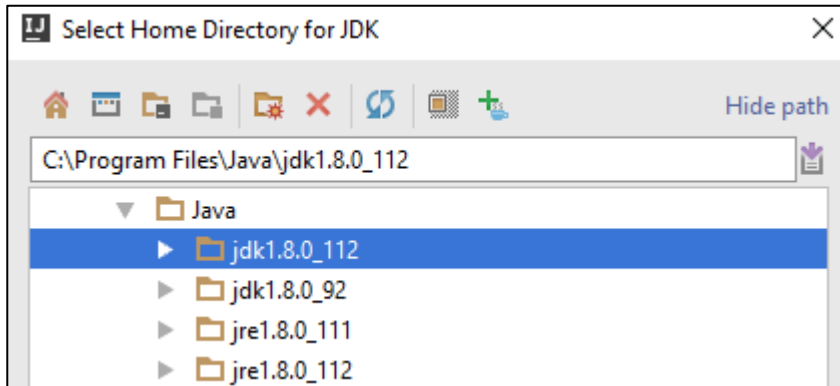 IJ Select Home Directory for JDK
Hide path
C:\Program Files\Java\jdk1.8.0_112
Java
jdk1.8.0_112
jdk1.8.0_92
jre1.8.0_111
jre1.8.0_112